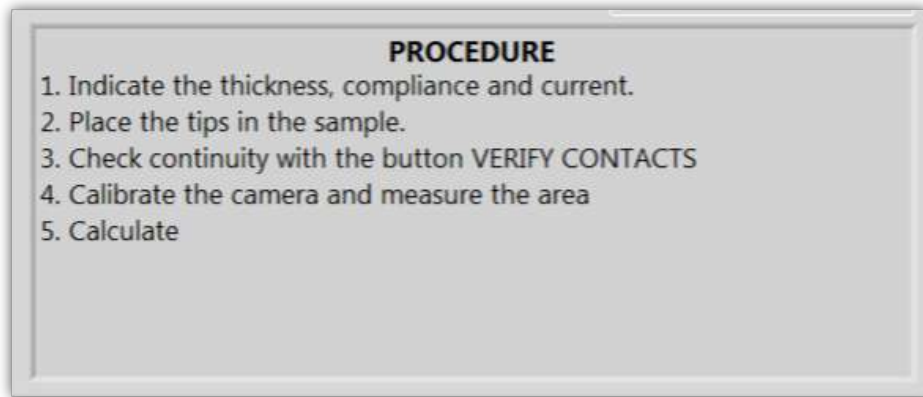 PROCEDURE
1. Indicate the thickness, compliance and current.
2. Place the tips in the sample.
3. Check continuity with the button VERIFY CONTACTS
4. Calibrate the camera and measure the area
5. Calculate